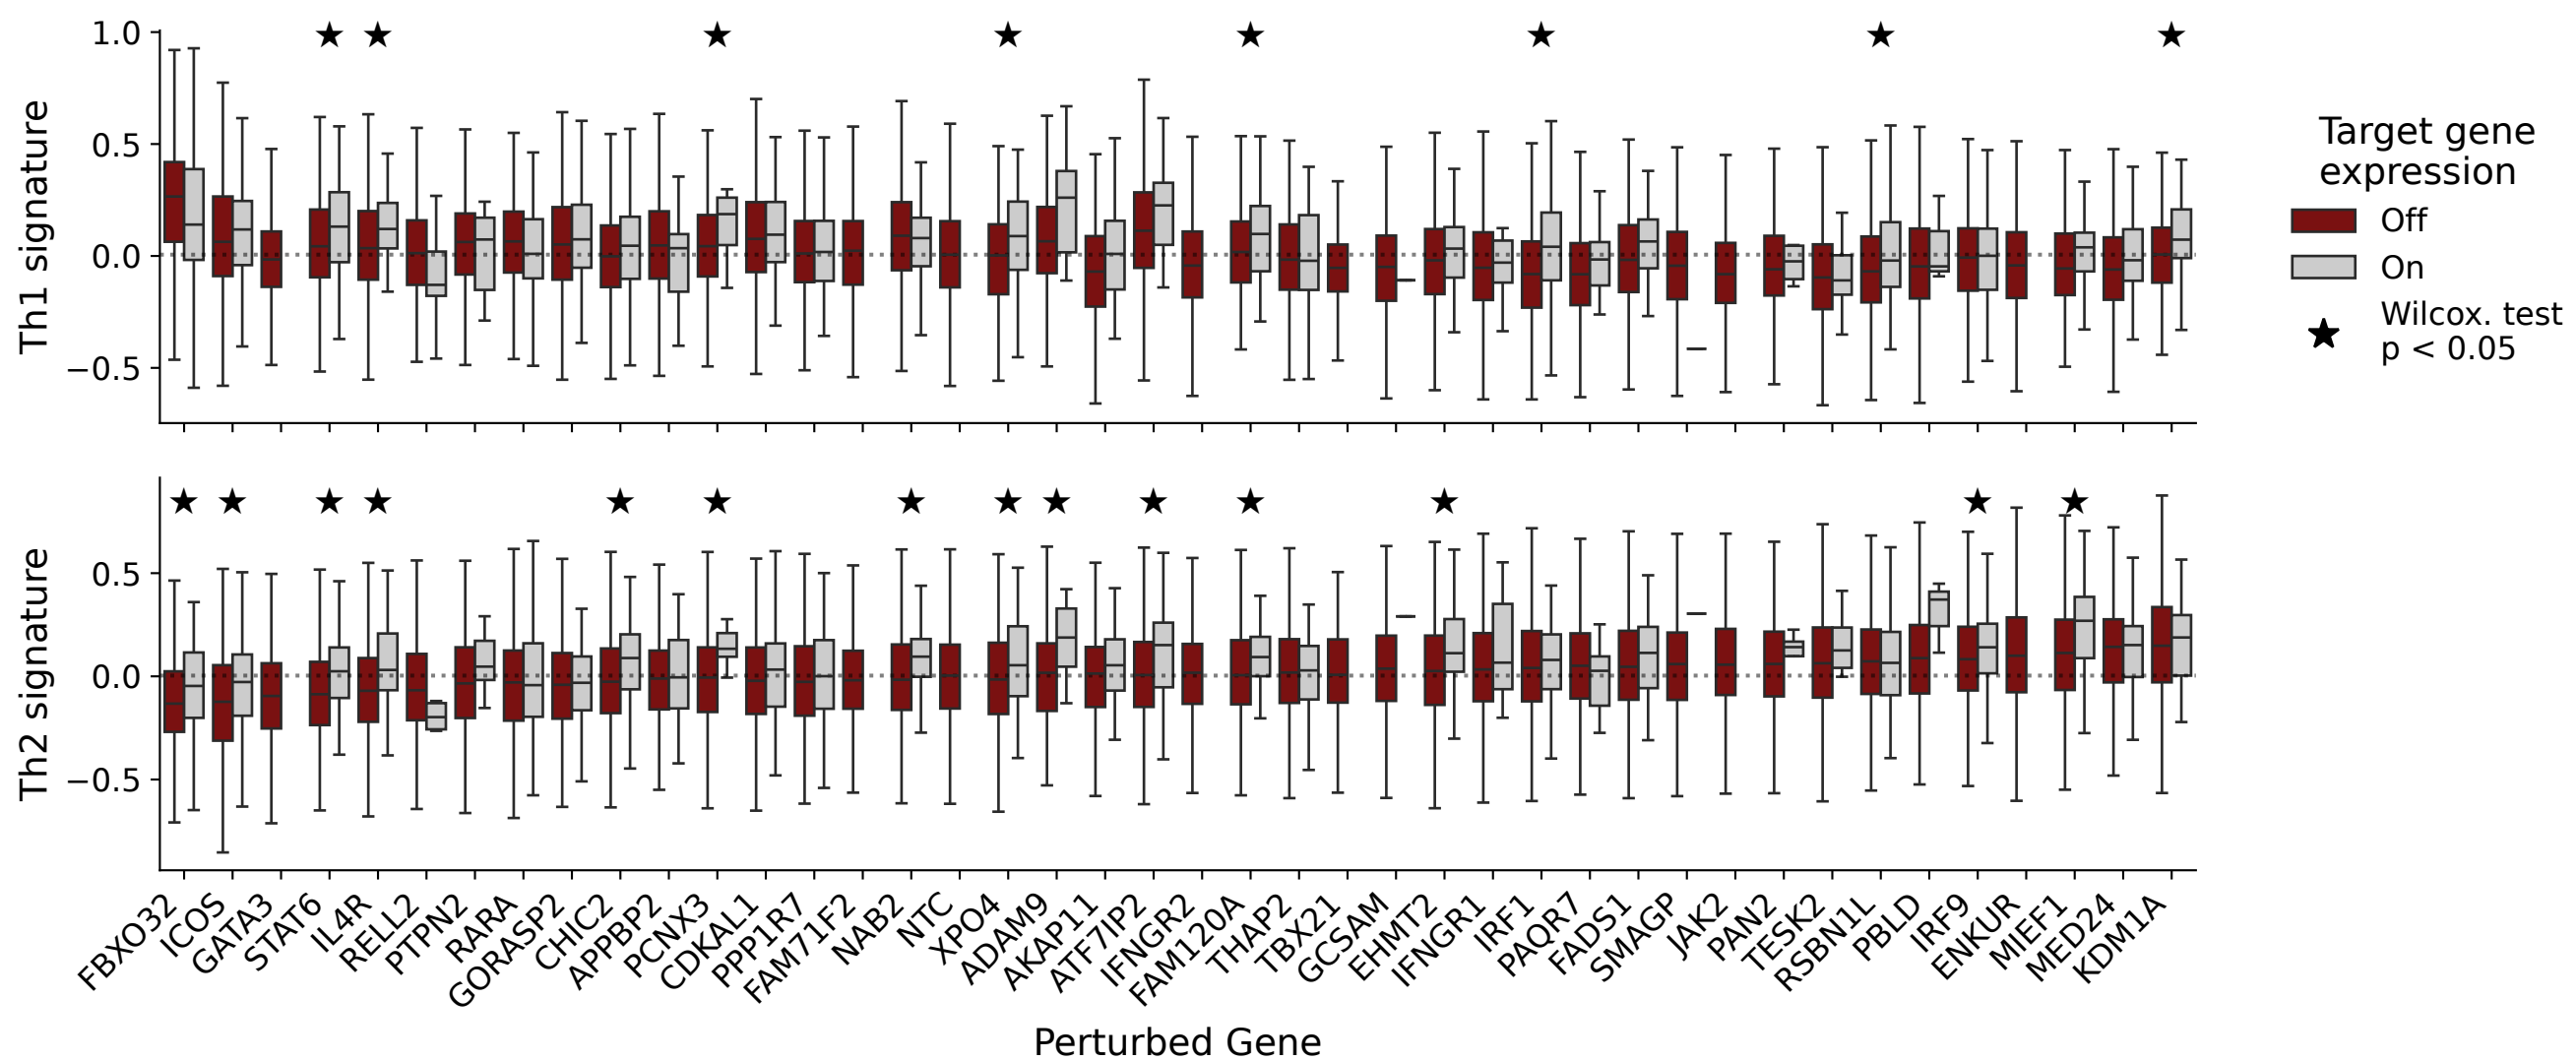 Th1 signature
1.0
0.5
0.0
−0.5
Target gene
expression
Off
On
Wilcox. test
p < 0.05
Th2 signature
0.5
0.0
−0.5
FBXO32
ICOS
GATA3
STAT6
IL4R
RELL2
PTPN2
RARA
GORASP2
CHIC2
APPBP2
PCNX3
CDKAL1
PPP1R7
FAM71F2
NAB2
NTC
XPO4
ADAM9
AKAP11
ATF7IP2
IFNGR2
FAM120A
THAP2
TBX21
GCSAM
EHMT2
IFNGR1
IRF1
PAQR7
FADS1
SMAGP
JAK2
PAN2
TESK2
RSBN1L
PBLD
IRF9
ENKUR
MIEF1
MED24
KDM1A
Perturbed Gene